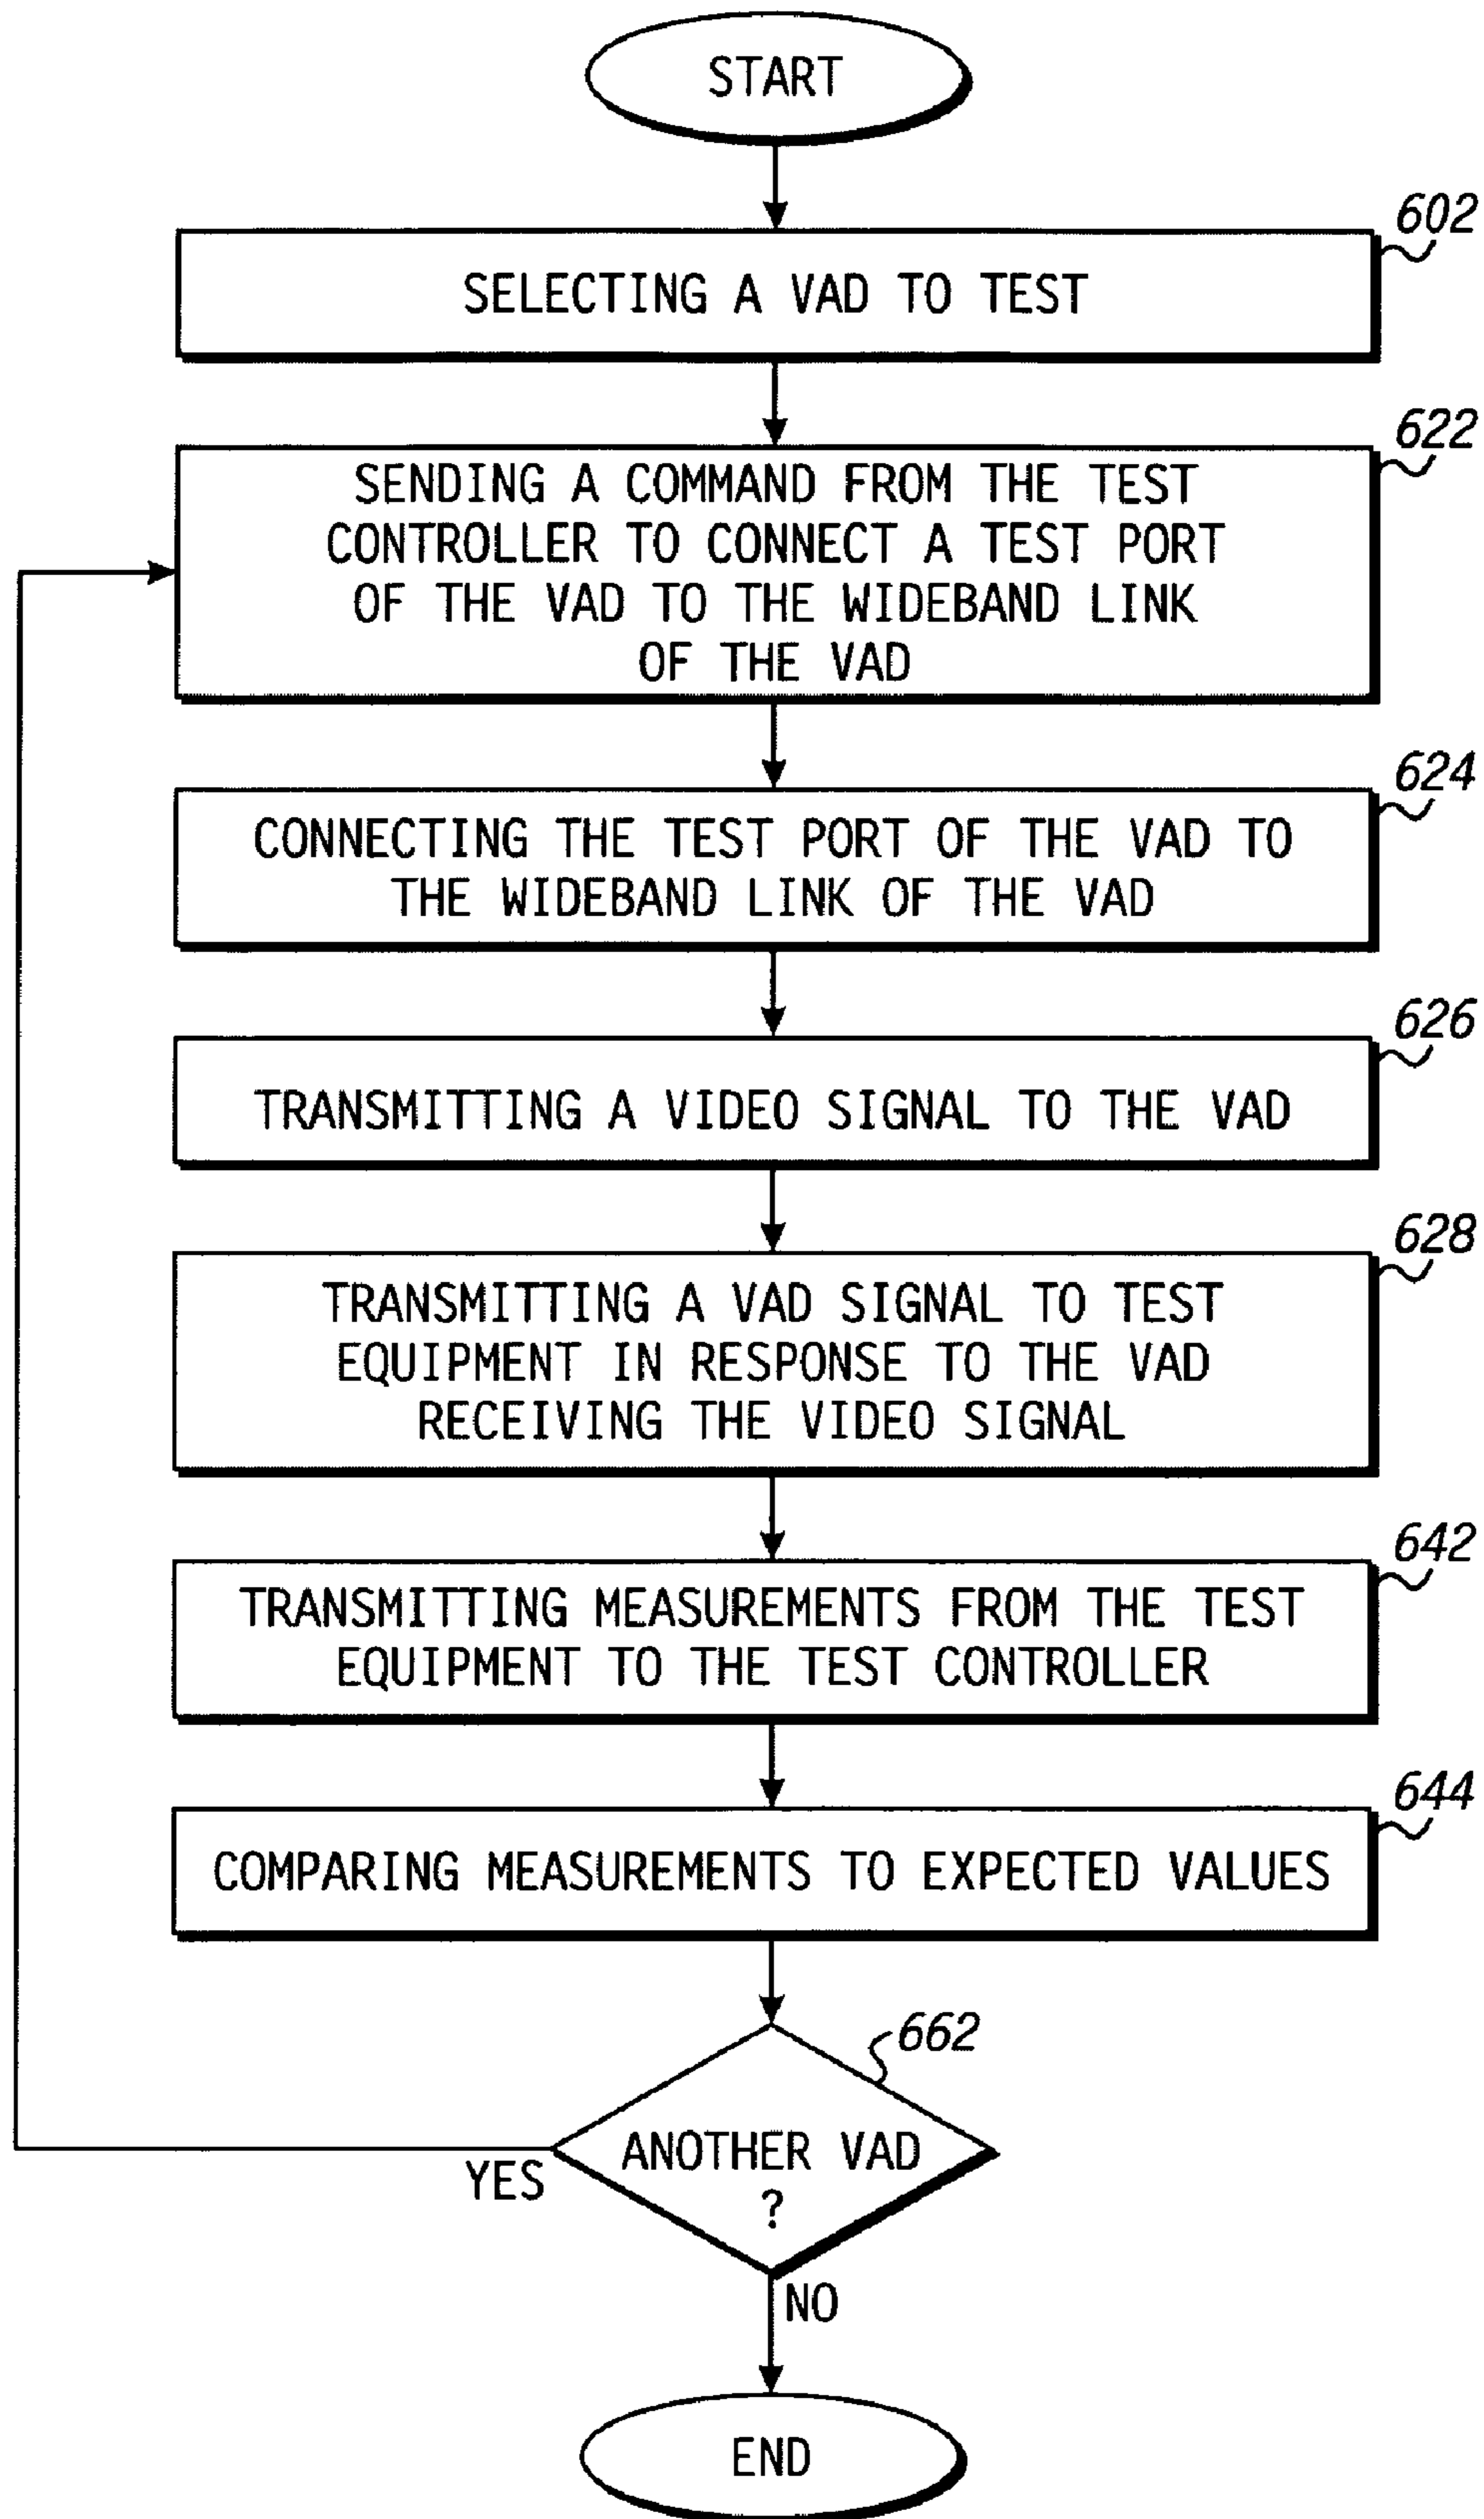 START
602
SELECTING A VAD TO TEST
622
SENDING A COMMAND FROM THE TEST
CONTROLLER TO CONNECT A TEST PORT
OF THE VAD TO THE WIDEBAND LINK
OF THE VAD
624
CONNECTING THE TEST PORT OF THE VAD TO
THE WIDEBAND LINK OF THE VAD
626
TRANSMITTING A VIDEO SIGNAL TO THE VAD
628
TRANSMITTING A VAD SIGNAL TO TEST
EQUIPMENT IN RESPONSE TO THE VAD
RECEIVING THE VIDEO SIGNAL
642
TRANSMITTING MEASUREMENTS FROM THE TEST
EQUIPMENT TO THE TEST CONTROLLER
644
COMPARING MEASUREMENTS TO EXPECTED VALUES
662
ANOTHER VAD
?
YES
NO
END